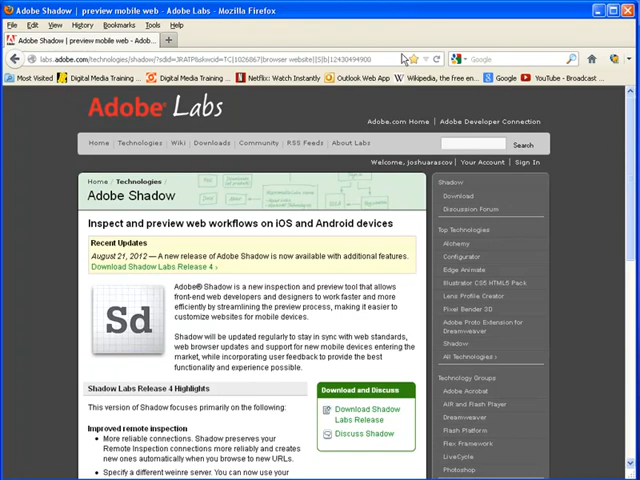 Adobe Shadow | preview mobile web - Adobe Labs - Mozilla Firefox
File Edit View History Bookmarks Tools Help
Adobe Shadow | preview mobile web - Adob...
labs.adobe.com/technologies/shadow/?sdid=JRATP&skwcid=TC|1026867|browser website||S|b|12430494900
Google
Most Visited Digital Media Training ... Digital Media Training ... Netflix: Watch Instantly Outlook Web App Wikipedia, the free en... Google YouTube - Broadcast ...
Adobe Labs
Adobe.com Home | Adobe Developer Connection
Home | Technologies | Wiki | Downloads | Community | RSS Feeds | About Labs
Search
Welcome, joshuarascov | Your Account | Sign In
Home / Technologies /
Adobe Shadow
Inspect and preview web workflows on iOS and Android devices
Recent Updates
August 21, 2012 — A new release of Adobe Shadow is now available with additional features.
Download Shadow Labs Release 4 ›
Sd
Adobe® Shadow is a new inspection and preview tool that allows
front-end web developers and designers to work faster and more
efficiently by streamlining the preview process, making it easier to
customize websites for mobile devices.
Shadow will be updated regularly to stay in sync with web standards,
web browser updates and support for new mobile devices entering the
market, while incorporating user feedback to provide the best
functionality and experience possible.
Shadow Labs Release 4 Highlights
This version of Shadow focuses primarily on the following:
Improved remote inspection
• More reliable connections. Shadow preserves your
Remote Inspection connections more reliably and creates
new ones automatically when you browse to new URLs.
• Specify a different weinre server. You can now use your
Download and Discuss
Download Shadow
Labs Release
Discuss Shadow
Shadow
Download
Discussion Forum
Top Technologies
Alchemy
Configurator
Edge Animate
Illustrator CS5 HTML5 Pack
Lens Profile Creator
Pixel Bender 3D
Adobe Proto Extension for
Dreamweaver
Shadow
All Technologies ›
Technology Groups
Adobe Acrobat
AIR and Flash Player
Dreamweaver
Flash Platform
Flex Framework
LiveCycle
Photoshop